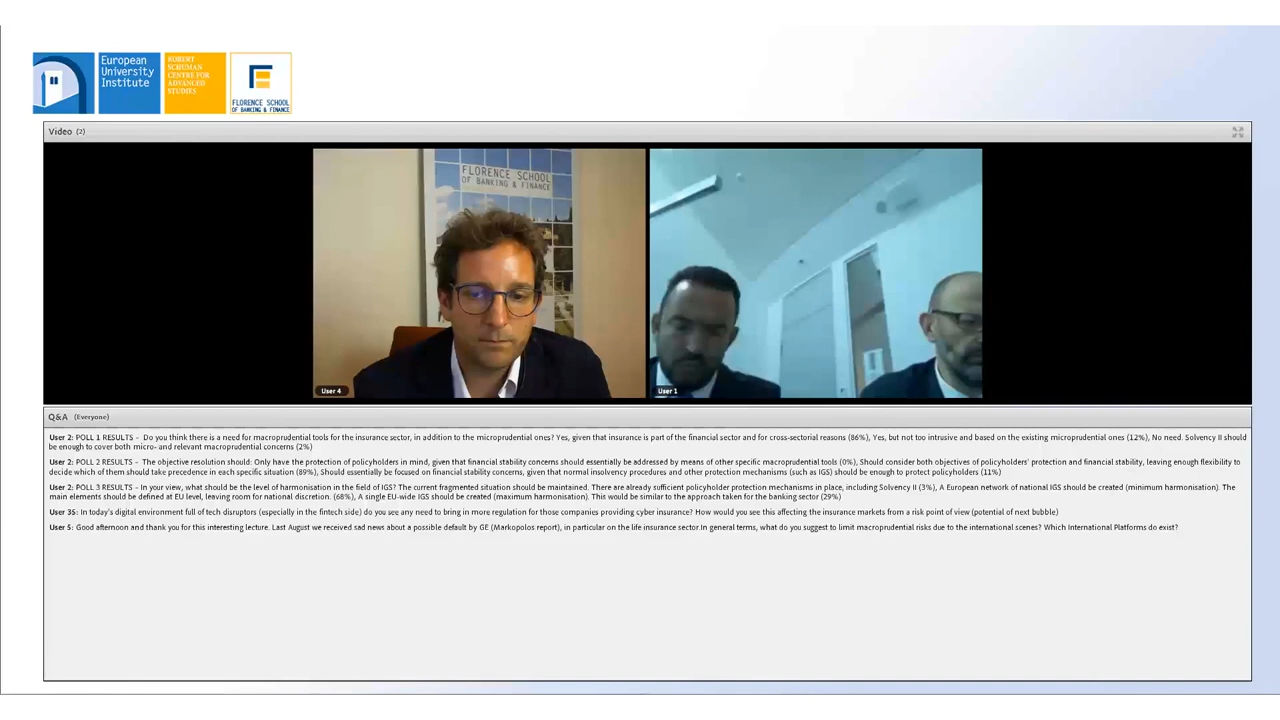 European
University
Institute
ROBERT
SCHUMAN
CENTRE FOR
ADVANCED
STUDIES
FLORENCE SCHOOL
OF BANKING & FINANCE
Video (2)
FLORENCE SCHOOL
OF BANKING & FINANCE
User 4
User 1
Q&A (Everyone)
User 2: POLL 1 RESULTS - Do you think there is a need for macroprudential tools for the insurance sector, in addition to the microprudential ones? Yes, given that insurance is part of the financial sector and for cross-sectorial reasons (86%), Yes, but not too intrusive and based on the existing microprudential ones (12%), No need. Solvency II should
be enough to cover both micro- and relevant macroprudential concerns (2%)
User 2: POLL 2 RESULTS - The objective resolution should: Only have the protection of policyholders in mind, given that financial stability concerns should essentially be addressed by means of other specific macroprudential tools (0%), Should consider both objectives of policyholders' protection and financial stability, leaving enough flexibility to
decide which of them should take precedence in each specific situation (89%), Should essentially be focused on financial stability concerns, given that normal insolvency procedures and other protection mechanisms (such as IGS) should be enough to protect policyholders (11%)
User 2: POLL 3 RESULTS - In your view, what should be the level of harmonisation in the field of IGS? The current fragmented situation should be maintained. There are already sufficient policyholder protection mechanisms in place, including Solvency II (3%), A European network of national IGS should be created (minimum harmonisation). The
main elements should be defined at EU level, leaving room for national discretion. (68%), A single EU-wide IGS should be created (maximum harmonisation). This would be similar to the approach taken for the banking sector (29%)
User 35: In today's digital environment full of tech disruptors (especially in the fintech side) do you see any need to bring in more regulation for those companies providing cyber insurance? How would you see this affecting the insurance markets from a risk point of view (potential of next bubble)
User 5: Good afternoon and thank you for this interesting lecture. Last August we received sad news about a possible default by GE (Markopolos report), in particular on the life insurance sector.In general terms, what do you suggest to limit macroprudential risks due to the international scenes? Which International Platforms do exist?